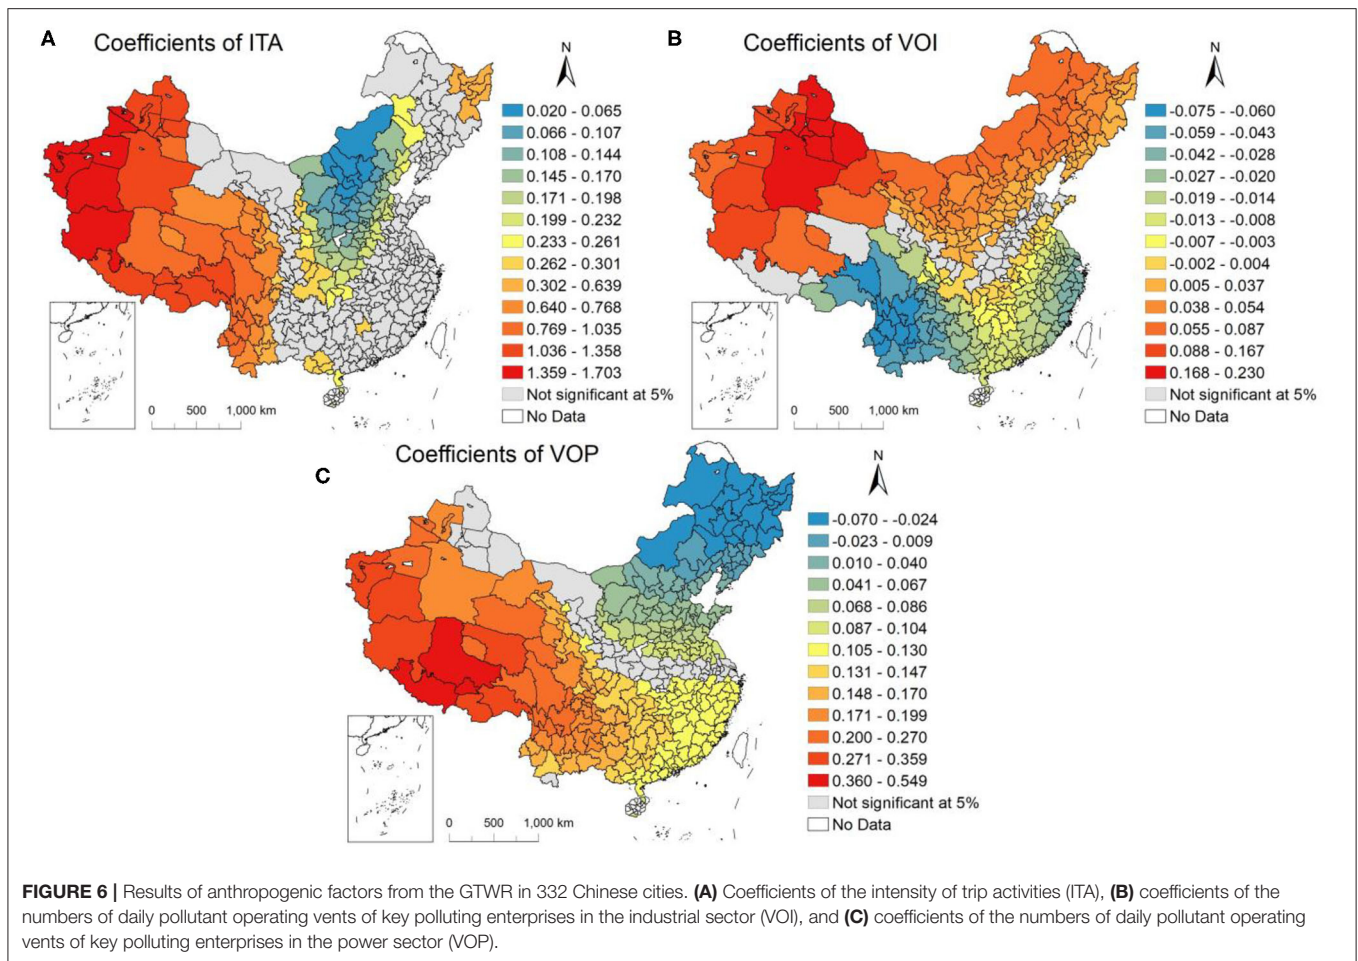 A
Coefficients of ITA
N
0.020 - 0.065
0.066 - 0.107
0.108 - 0.144
0.145 - 0.170
0.171 - 0.198
0.199 - 0.232
0.233 - 0.261
0.262 - 0.301
0.302 - 0.639
0.640 - 0.768
0.769 - 1.035
1.036 - 1.358
1.359 - 1.703
Not significant at 5%
No Data
0 500 1,000 km
B
Coefficients of VOI
N
-0.075 - -0.060
-0.059 - -0.043
-0.042 - -0.028
-0.027 - -0.020
-0.019 - -0.014
-0.013 - -0.008
-0.007 - -0.003
-0.002 - 0.004
0.005 - 0.037
0.038 - 0.054
0.055 - 0.087
0.088 - 0.167
0.168 - 0.230
Not significant at 5%
No Data
0 500 1,000 km
C
Coefficients of VOP
N
-0.070 - -0.024
-0.023 - 0.009
0.010 - 0.040
0.041 - 0.067
0.068 - 0.086
0.087 - 0.104
0.105 - 0.130
0.131 - 0.147
0.148 - 0.170
0.171 - 0.199
0.200 - 0.270
0.271 - 0.359
0.360 - 0.549
Not significant at 5%
No Data
0 500 1,000 km
FIGURE 6 | Results of anthropogenic factors from the GTWR in 332 Chinese cities. (A) Coefficients of the intensity of trip activities (ITA), (B) coefficients of the
numbers of daily pollutant operating vents of key polluting enterprises in the industrial sector (VOI), and (C) coefficients of the numbers of daily pollutant operating
vents of key polluting enterprises in the power sector (VOP).